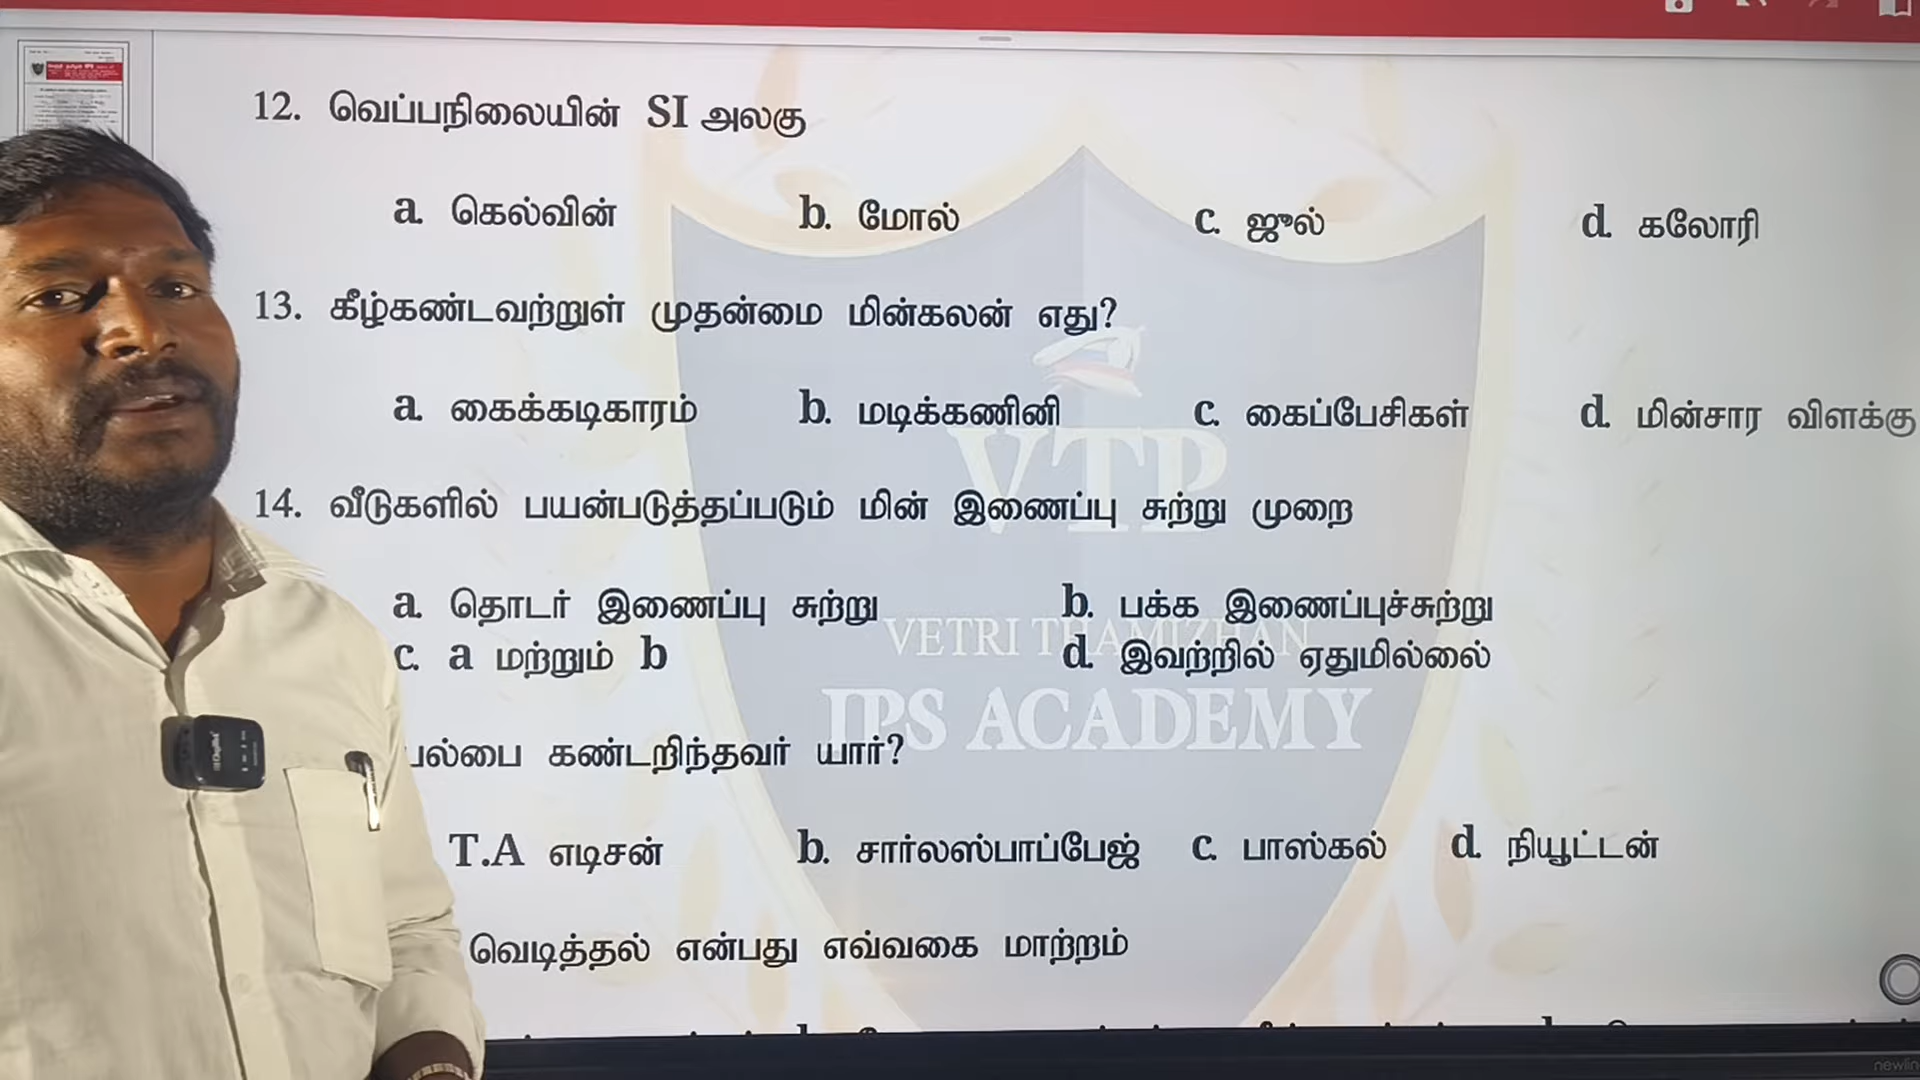 12. வெப்பநிலையின் SI அலகு
a. கெல்வின் b. மோல் c. ஜுல் d. கலோரி
13. கீழ்கண்டவற்றுள் முதன்மை மின்கலன் எது?
a. கைக்கடிகாரம் b. மடிக்கணினி c. கைப்பேசிகள் d. மின்சார விளக்கு
14. வீடுகளில் பயன்படுத்தப்படும் மின் இணைப்பு சுற்று முறை
a. தொடர் இணைப்பு சுற்று b. பக்க இணைப்புச்சுற்று
c. a மற்றும் b d. இவற்றில் ஏதுமில்லை்
பல்பை கண்டறிந்தவர் யார்?
T.A எடிசன் b. சார்லஸ்பாப்பேஜ் c. பாஸ்கல் d. நியூட்டன்
வெடித்தல் என்பது எவ்வகை மாற்றம்
VTP
VETRI THAMIZHAN
IPS ACADEMY